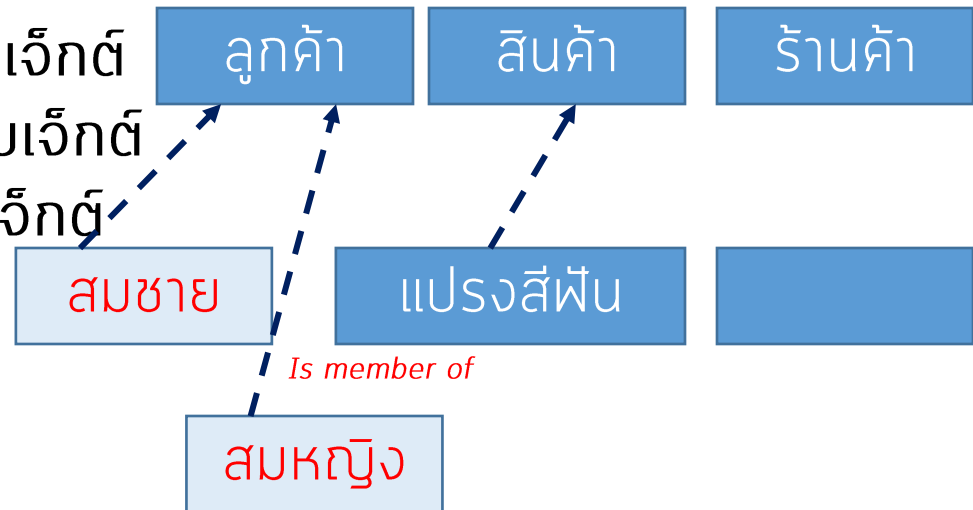 เจ็กต์
ลูกค้า
สินค้า
ร้านค้า
บเจ็กต์
จ็กต์
สมชาย
แปรงสีฟัน
Is member of
สมหญิง